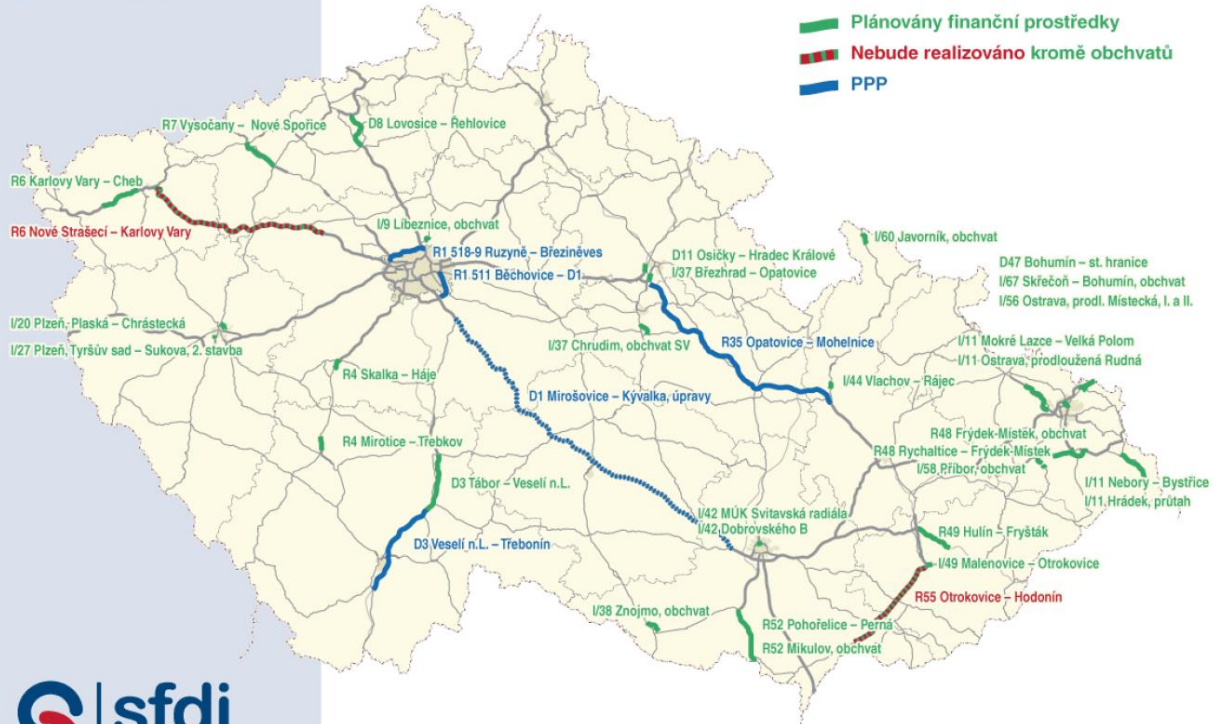 Plánovány finanční prostředky
Nebude realizováno kromě obchvatů
PPP
R7 Vysočany – Nové Spořice
D8 Lovosice – Řehlovice
R6 Karlovy Vary – Cheb
R6 Nové Strašecí – Karlovy Vary
I/9 Líbeznice, obchvat
R1 518-9 Ruzyně – Březiněves
R1 511 Běchovice – D1
D11 Osičky – Hradec Králové
I/37 Březhrad – Opatovice
I/60 Javorník, obchvat
D47 Bohumín – st. hranice
I/67 Skřečoň – Bohumín, obchvat
I/56 Ostrava, prodl. Místecká, I. a II.
I/20 Plzeň, Plaská – Chrástecká
I/27 Plzeň, Tyršův sad – Sukova, 2. stavba
I/37 Chrudim, obchvat SV
R35 Opatovice – Mohelnice
I/11 Mokré Lazce – Velká Polom
I/11 Ostrava, prodloužená Rudná
R4 Skalka – Háje
I/44 Vlachov – Rájec
D1 Mirošovice – Kývalka, úpravy
R4 Mirotice – Třebkov
R48 Frýdek-Místek, obchvat
R48 Rychaltice – Frýdek-Místek
I/58 Příbor, obchvat
D3 Tábor – Veselí n.L.
I/11 Nebory – Bystřice
I/11 Hrádek, průtah
I/42 MÚK Svitavská radiála
I/42 Dobrovského B
R49 Hulín – Fryšták
D3 Veselí n.L. – Třebonín
I/49 Malenovice – Otrokovice
R55 Otrokovice – Hodonín
I/38 Znojmo, obchvat
R52 Pohořelice – Perná
R52 Mikulov, obchvat
sfdi